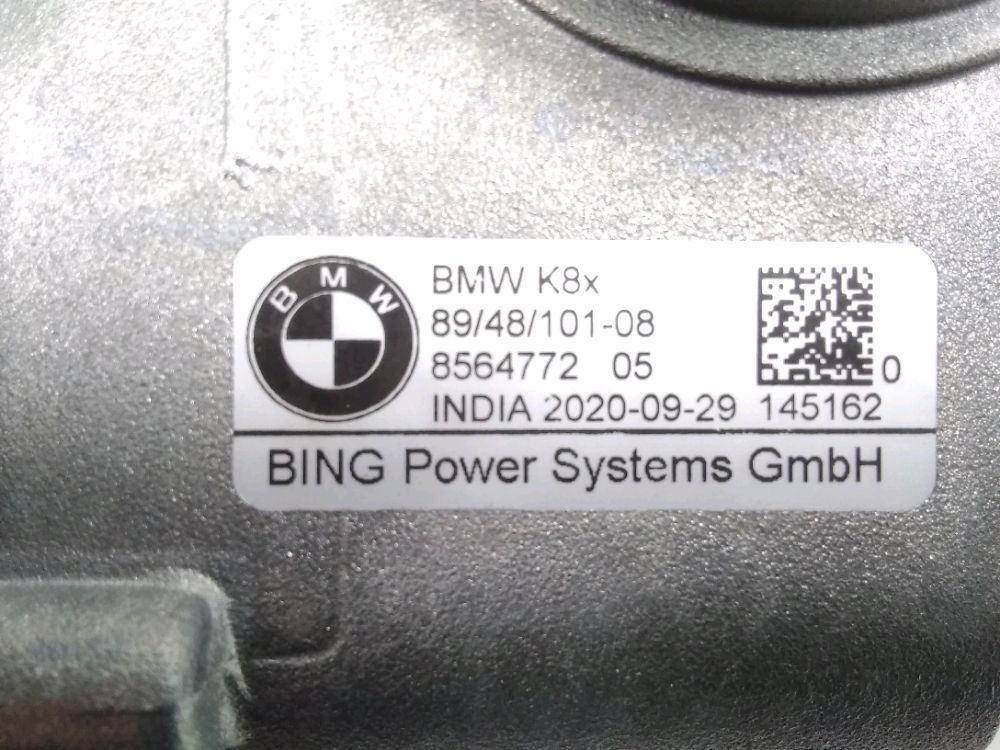 BMW
BMW K8x
89/48/101-08
8564772 05
0
INDIA 2020-09-29 145162
BING Power Systems GmbH